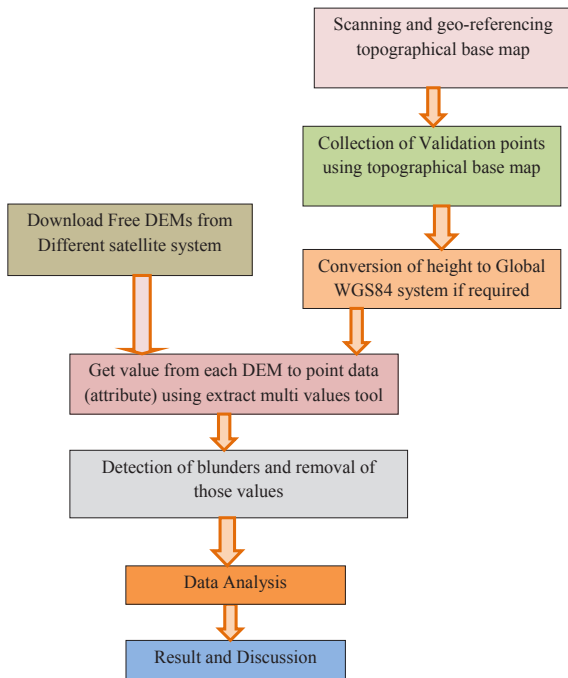 Scanning and geo-referencing
topographical base map
Collection of Validation points
using topographical base map
Download Free DEMs from
Different satellite system
Conversion of height to Global
WGS84 system if required
Get value from each DEM to point data
(attribute) using extract multi values tool
Detection of blunders and removal of
those values
Data Analysis
Result and Discussion